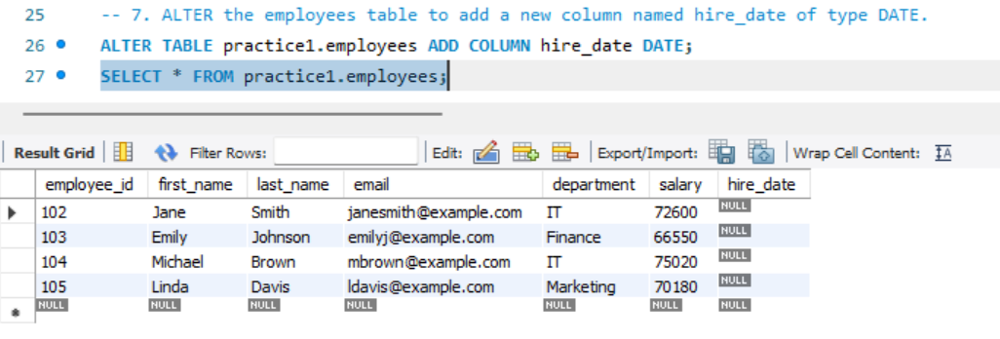 25 -- 7. ALTER the employees table to add a new column named hire_date of type DATE.
26 ALTER TABLE practice1.employees ADD COLUMN hire_date DATE;
27 SELECT * FROM practice1.employees;
Result Grid Filter Rows: Edit: Export/Import: Wrap Cell Content: IA
employee_id first_name last_name email department salary hire_date
102 Jane Smith janesmith@example.com IT 72600 NULL
103 Emily Johnson emilyj@example.com Finance 66550 NULL
104 Michael Brown mbrown@example.com IT 75020 NULL
105 Linda Davis ldavis@example.com Marketing 70180 NULL
NULL NULL NULL NULL NULL NULL NULL